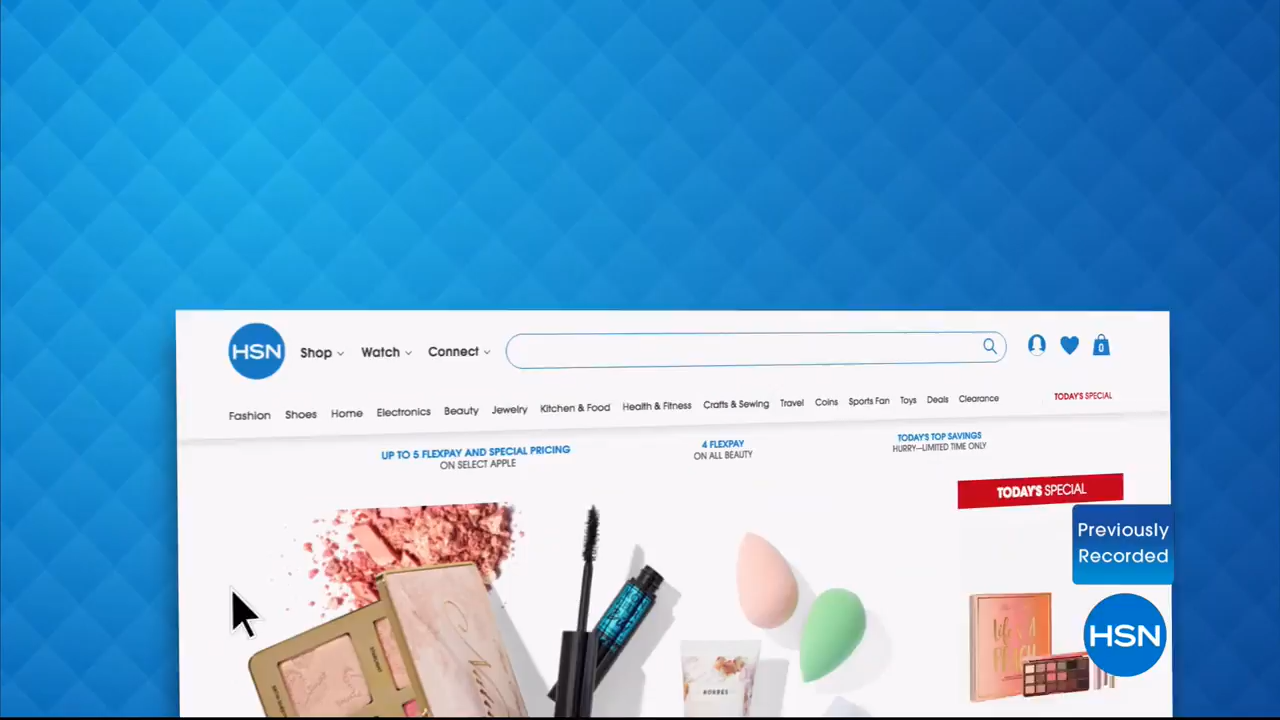 HSN
Shop Watch Connect
0
Fashion Shoes Home Electronics Beauty Jewelry Kitchen & Food Health & Fitness Crafts & Sewing Travel Coins Sports Fan Toys Deals Clearance TODAY'S SPECIAL
UP TO 5 FLEXPAY AND SPECIAL PRICING
ON SELECT APPLE
4 FLEXPAY
ON ALL BEAUTY
TODAY'S TOP SAVINGS
HURRY—LIMITED TIME ONLY
TODAY'S SPECIAL
Previously
Recorded
HSN